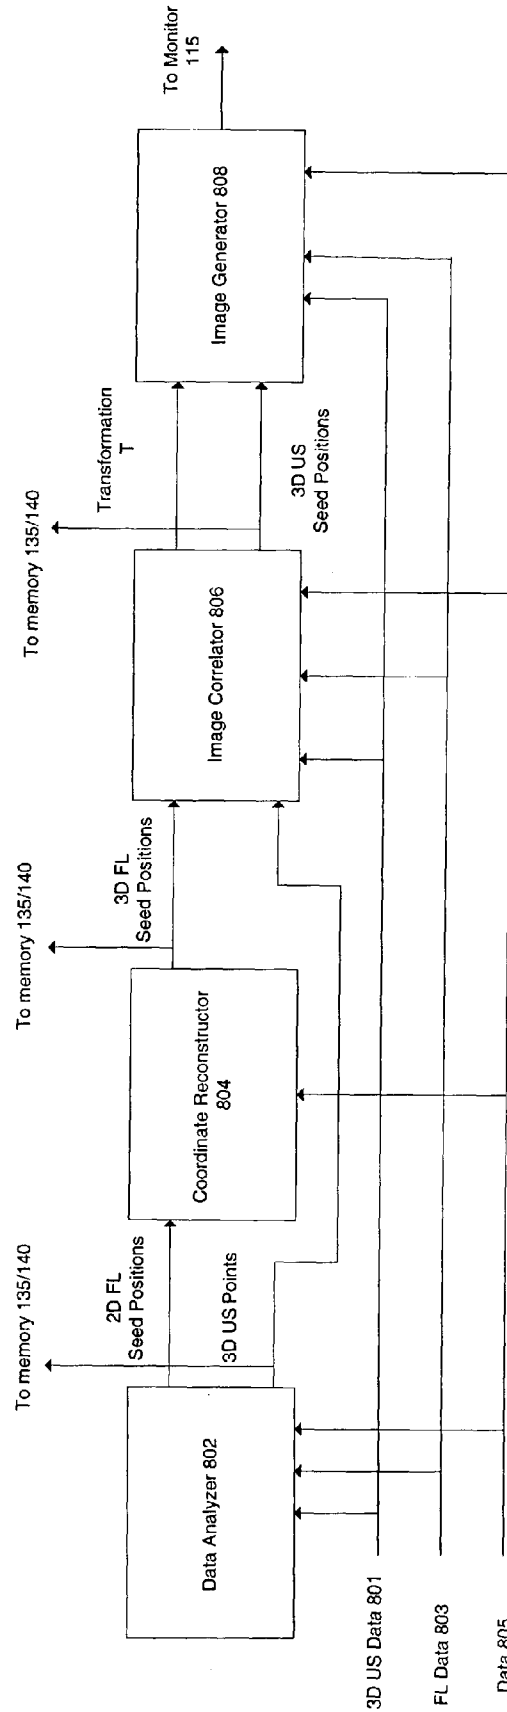 To memory 135/140
To memory 135/140
To memory 135/140
To Monitor
115
2D FL
Seed Positions
3D US Points
3D FL
Seed Positions
Transformation
T
3D US
Seed Positions
Data Analyzer 802
Coordinate Reconstructor
804
Image Correlator 806
Image Generator 808
3D US Data 801
FL Data 803
Data 805